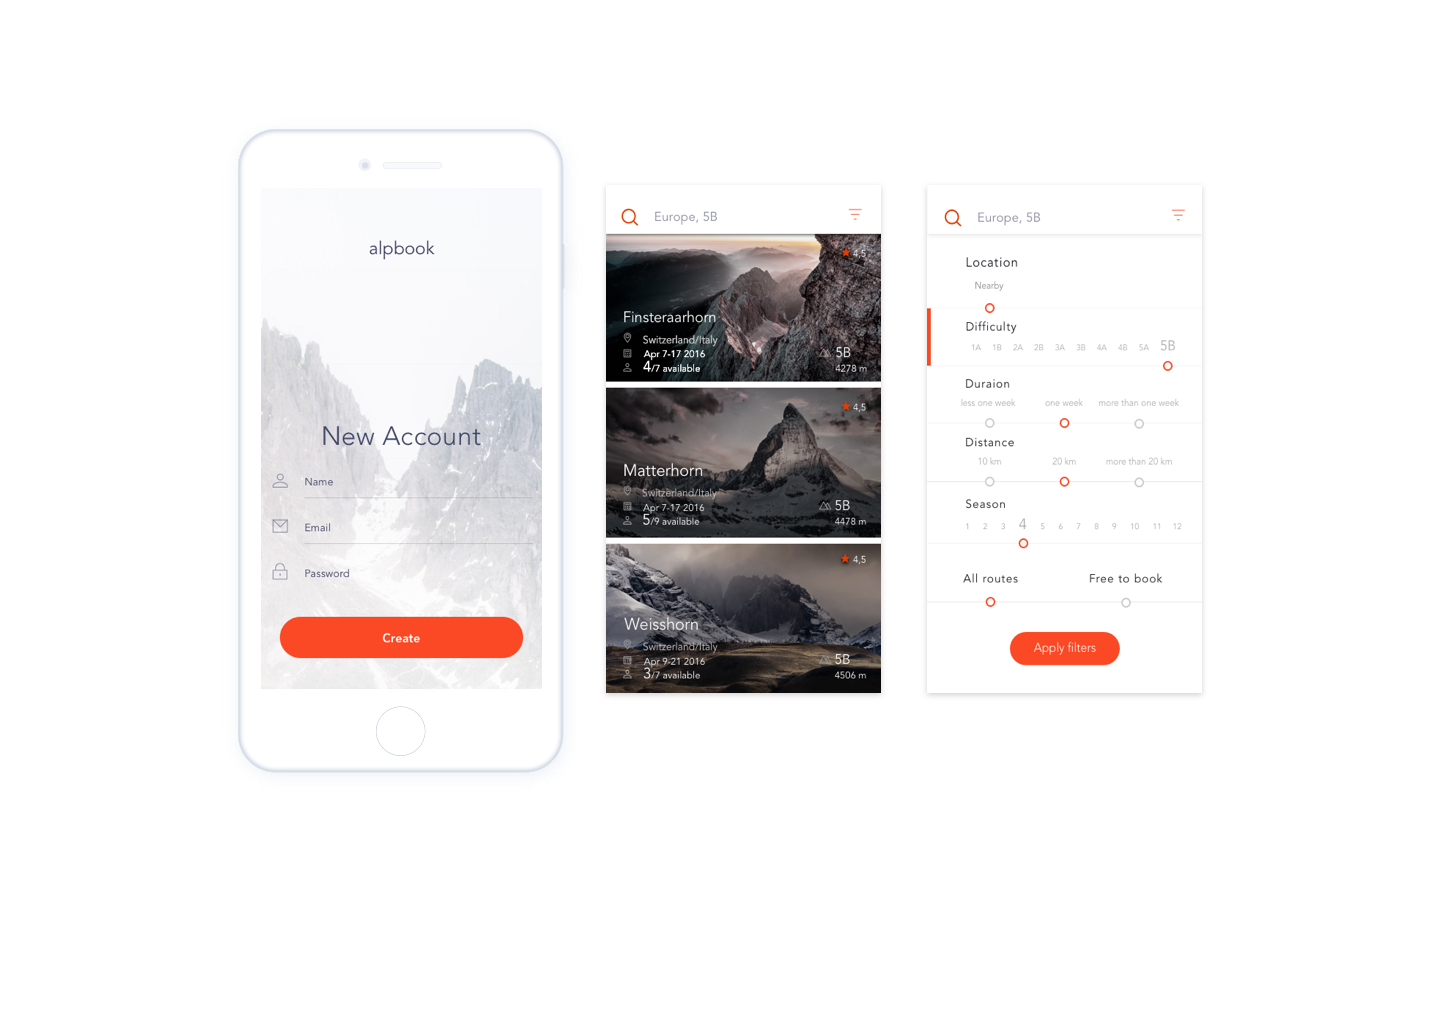 alpbook
New Account
Name
Email
Password
Create
Europe, 5B
4,5
Finsteraarhorn
Switzerland/Italy
Apr 7-17 2016
4/7 available
5B
4278 m
4,5
Matterhorn
Switzerland/Italy
Apr 7-17 2016
5/9 available
5B
4478 m
4,5
Weisshorn
Switzerland/Italy
Apr 9-21 2016
3/7 available
5B
4506 m
Europe, 5B
Location
Nearby
Difficulty
1A 1B 2A 2B 3A 3B 4A 4B 5A 5B
Duraion
less one week one week more than one week
Distance
10 km 20 km more than 20 km
Season
1 2 3 4 5 6 7 8 9 10 11 12
All routes Free to book
Apply filters